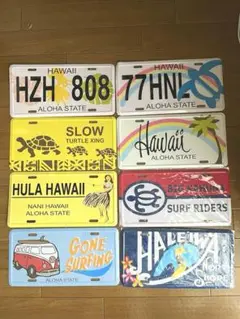 HAWAII
HZH 808
ALOHA STATE
HAWAII
77HNL
ALOHA STATE
SLOW
TURTLE XING
Hawaii
ALOHA STATE
HULA HAWAII
NANI HAWAII
ALOHA STATE
SURF RIDERS
GONE
SURFING
ALOHA STATE
HALEIWA